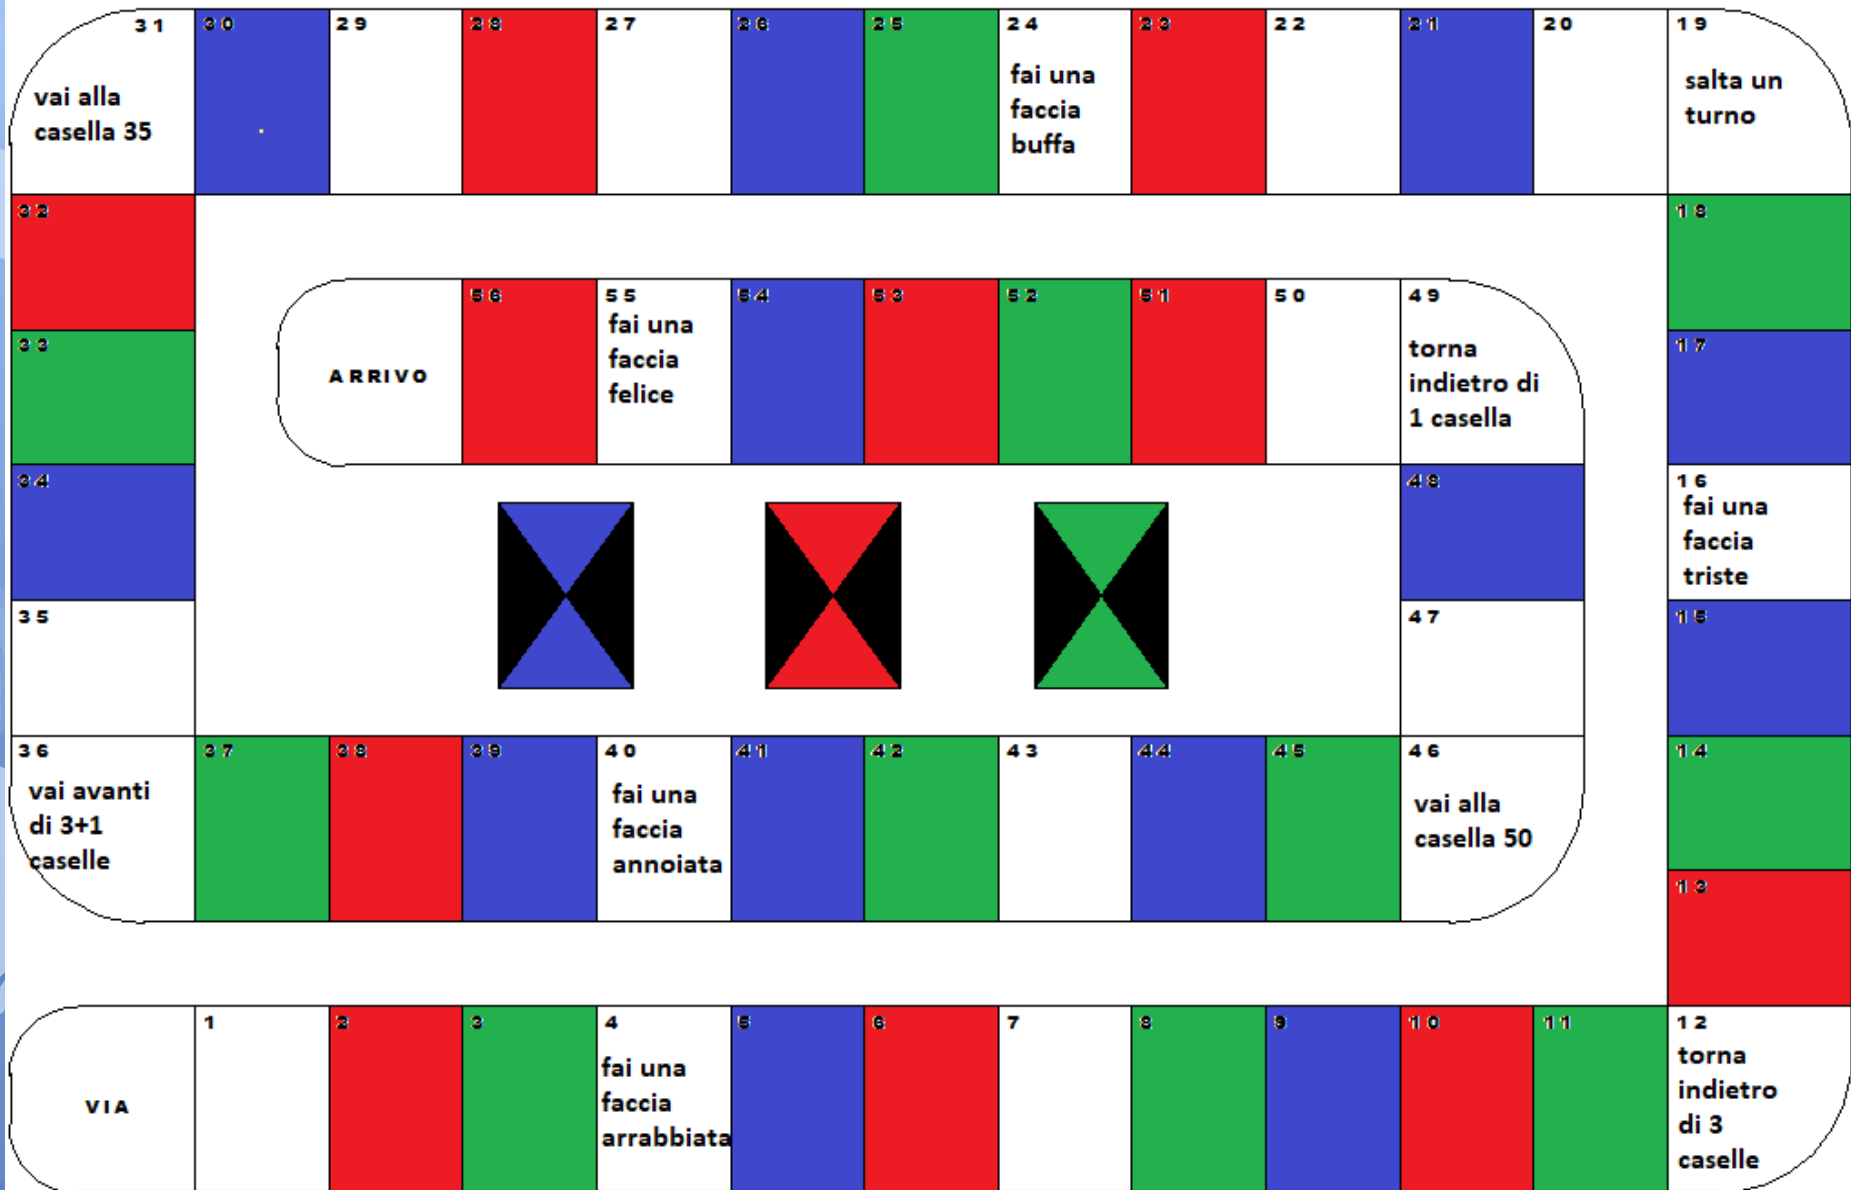 31
vai alla
casella 35
30
29
28
27
26
25
24
fai una
faccia
buffa
23
22
21
20
19
salta un
turno
32
18
33
17
34
16
fai una
faccia
triste
35
15
56
55
fai una
faccia
felice
54
53
52
51
50
49
torna
indietro di
1 casella
ARRIVO
48
47
36
vai avanti
di 3+1
caselle
37
38
39
40
fai una
faccia
annoiata
41
42
43
44
45
46
vai alla
casella 50
14
13
VIA
1
2
3
4
fai una
faccia
arrabbiata
5
6
7
8
9
10
11
12
torna
indietro
di 3
caselle